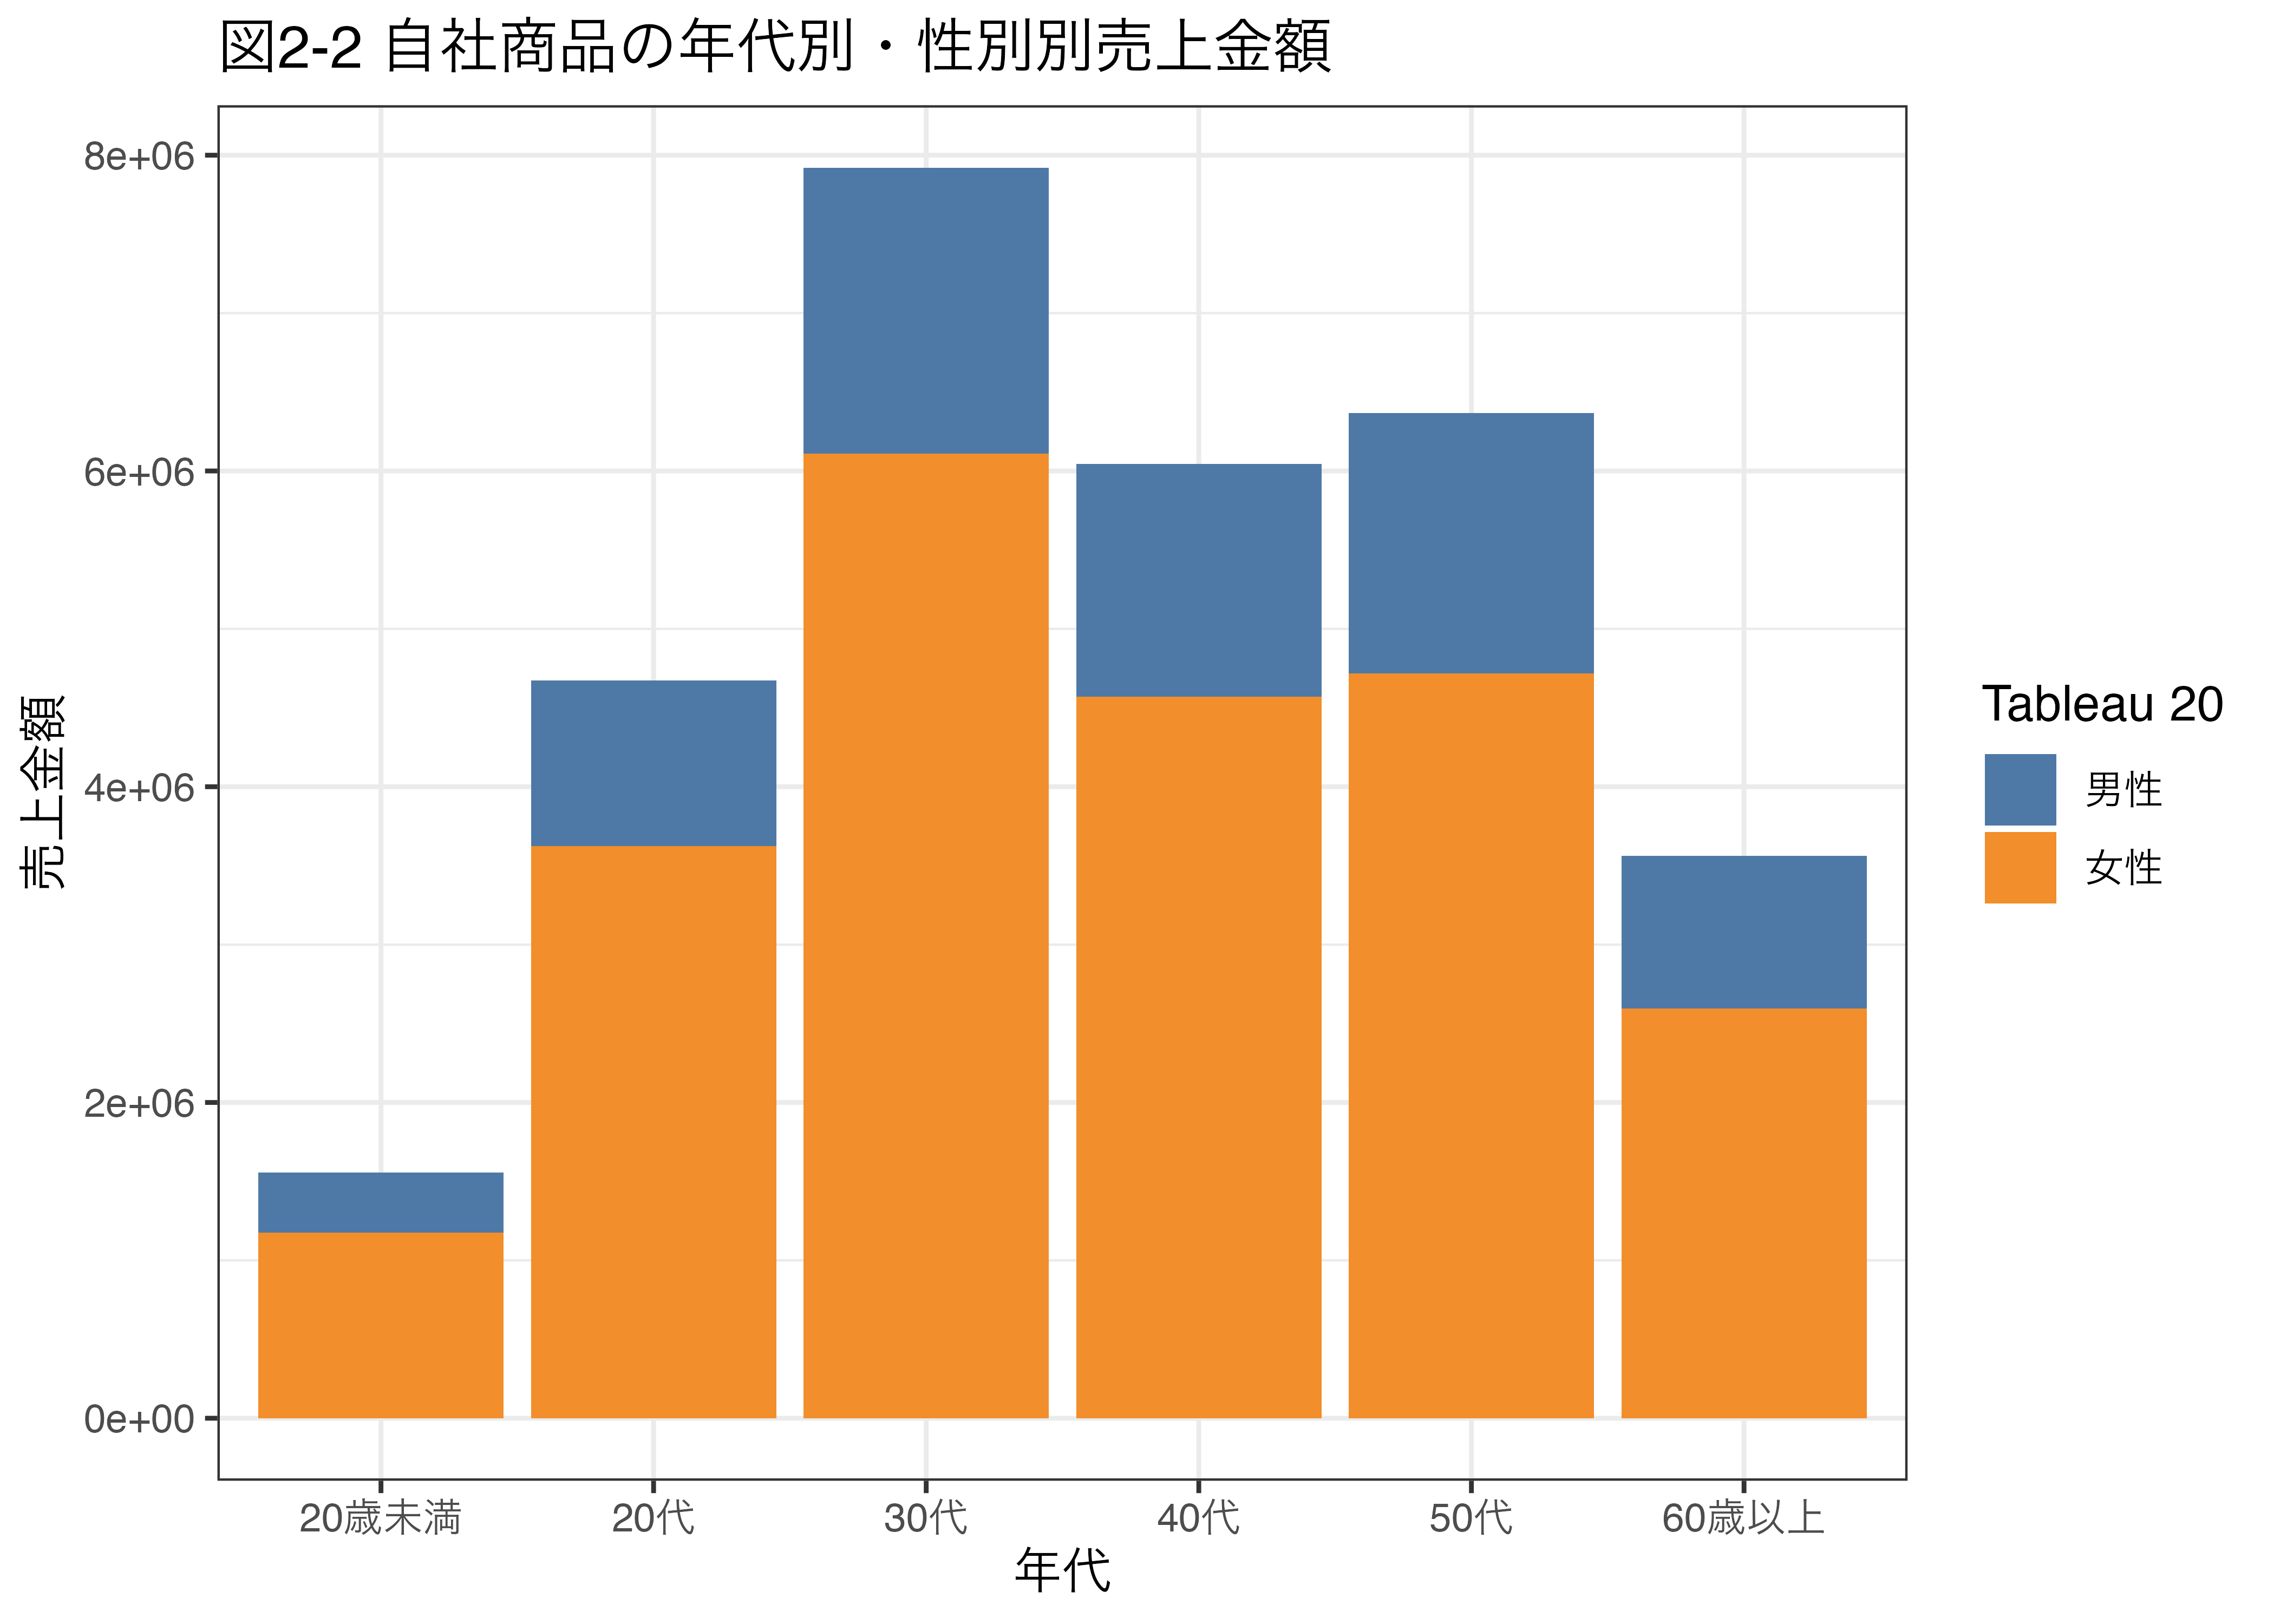 図2-2 自社商品の年代別・性別別売上金額
売上金額
8e+06
6e+06
4e+06
2e+06
0e+00
20歳未満
20代
30代
40代
50代
60歳以上
年代
Tableau 20
男性
女性